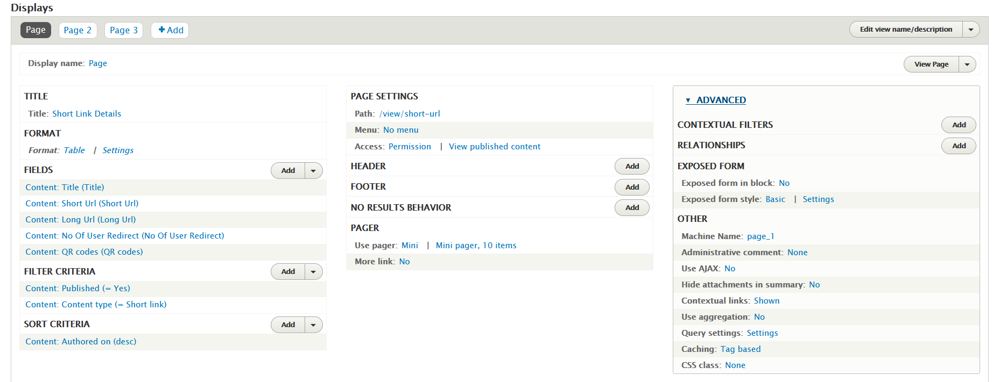 Displays
Page
Page 2
Page 3
Add
Edit view name/description
Display name: Page
View Page
TITLE
Title: Short Link Details
FORMAT
Format: Table | Settings
FIELDS
Add
Content: Title (Title)
Content: Short Url (Short Url)
Content: Long Url (Long Url)
Content: No Of User Redirect (No Of User Redirect)
Content: QR codes (QR codes)
FILTER CRITERIA
Add
Content: Published (= Yes)
Content: Content type (= Short link)
SORT CRITERIA
Add
Content: Authored on (desc)
PAGE SETTINGS
Path: /view/short-url
Menu: No menu
Access: Permission | View published content
HEADER
Add
FOOTER
Add
NO RESULTS BEHAVIOR
Add
PAGER
Use pager: Mini | Mini pager, 10 items
More link: No
ADVANCED
CONTEXTUAL FILTERS
Add
RELATIONSHIPS
Add
EXPOSED FORM
Exposed form in block: No
Exposed form style: Basic | Settings
OTHER
Machine Name: page_1
Administrative comment: None
Use AJAX: No
Hide attachments in summary: No
Contextual links: Shown
Use aggregation: No
Query settings: Settings
Caching: Tag based
CSS class: None